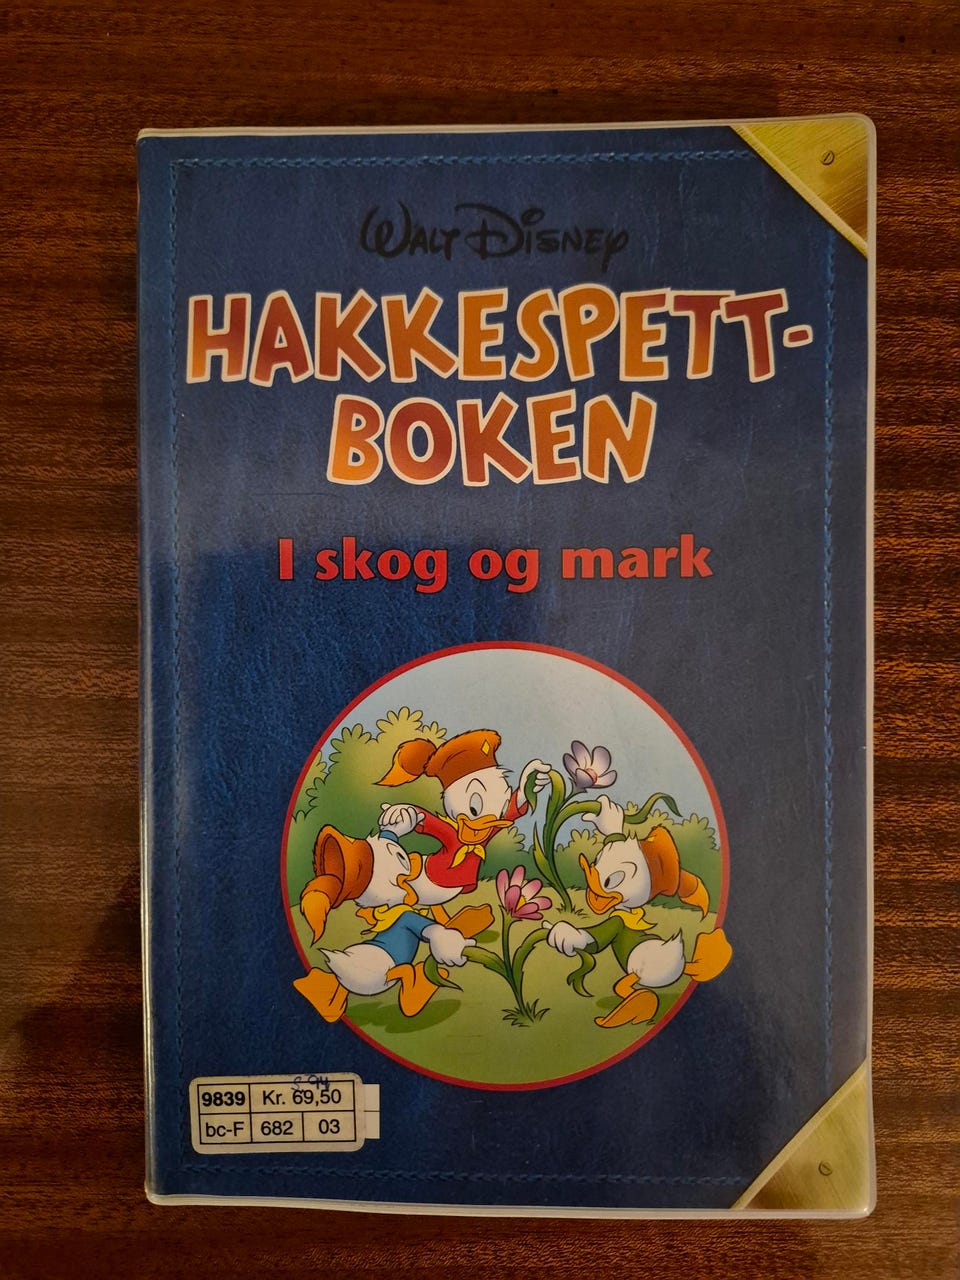 WALT DISNEY
HAKKESPETT-
BOKEN
I skog og mark
9839 Kr. 69,50
bc-F 682 03